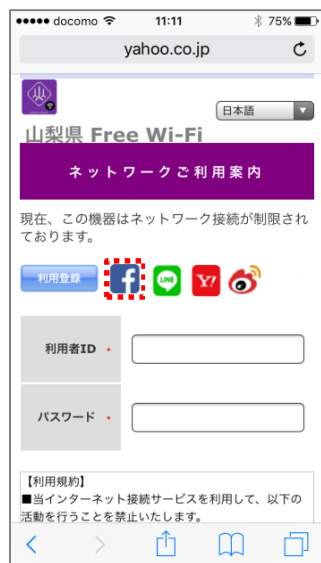 docomo 11:11 75%
yahoo.co.jp
日本語
山梨県 Free Wi-Fi
ネットワークご利用案内
現在、この機器はネットワーク接続が制限され
ております。
利用登録 f LINE Y!
利用者ID •
パスワード •
【利用規約】
■当インターネット接続サービスを利用して、以下の
活動を行うことを禁止いたします。